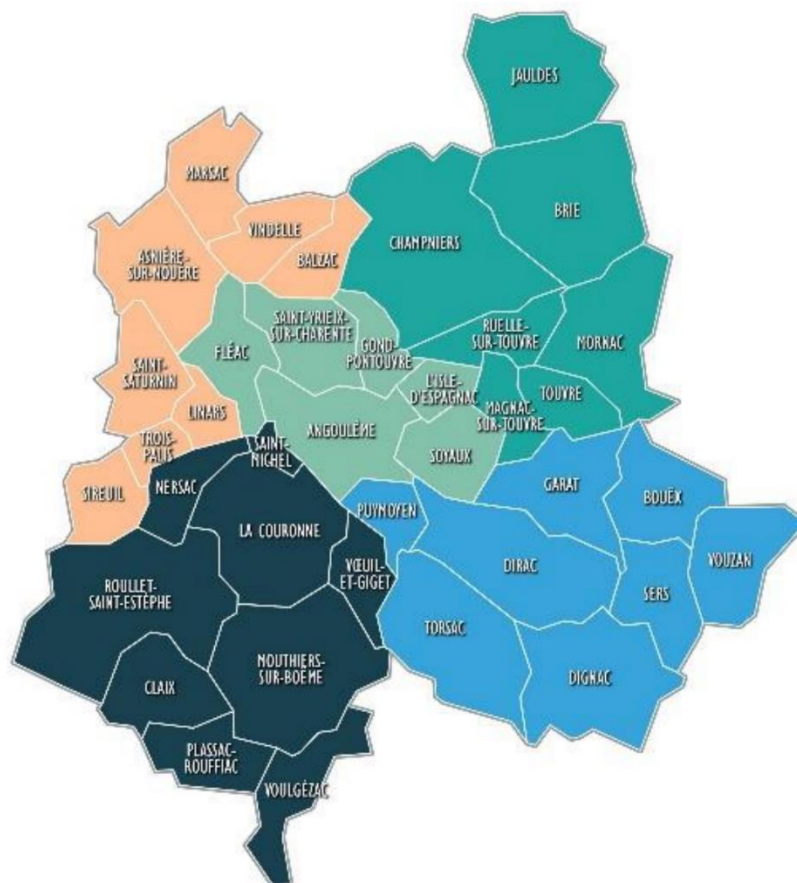 JAULDES
MARSAC
BRIE
VINDELLE
CHAMPNIERS
BALZAC
ASNIÈRE-
SUR-NOUÈRE
SAINT-YRIEIX-
SUR-CHARENTE
RUELLE-
SUR-TOUVRE
MORNAC
GOND-
PONTOUVRE
FLÉAC
SAINT-
SATURNIN
L'ISLE-
D'ESPAGNAC
TOUVRE
MAGNAC-
SUR-TOUVRE
LINARS
ANGOULÊME
TROIS-
PALIS
SAINT-
MICHEL
SOYAUX
SIREUIL
NERSAC
GARAT
BOUËX
PUYMOYEN
LA COURONNE
VŒUIL-
ET-GIGET
DIRAC
VOUZAN
ROULLET-
SAINT-ESTÈPHE
SERS
TORSAC
MOUTHIERS-
SUR-BOËME
DIGNAC
CLAIX
PLASSAC-
ROUFFIAC
VOULGÉZAC